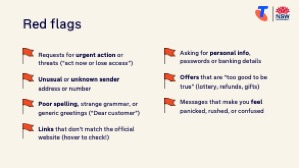 Red flags
Requests for urgent action or
threats ("act now or lose access")
Unusual or unknown sender
address or number
Poor spelling, strange grammar, or
generic greetings ("Dear customer")
Links that don't match the official
website (hover to check!)
Asking for personal info,
passwords or banking details
Offers that are "too good to be
true" (lottery, refunds, gifts)
Messages that make you feel
panicked, rushed, or confused
NSW